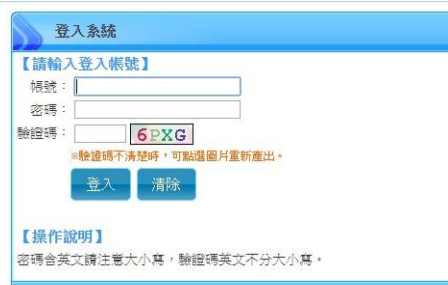 登入系統
【請輸入登入帳號】
帳號：
密碼：
驗證碼： 6PXG
※驗證碼不清楚時，可點選圖片重新產出。
登入 清除
【操作說明】
密碼含英文請注意大小寫，驗證碼英文不分大小寫。